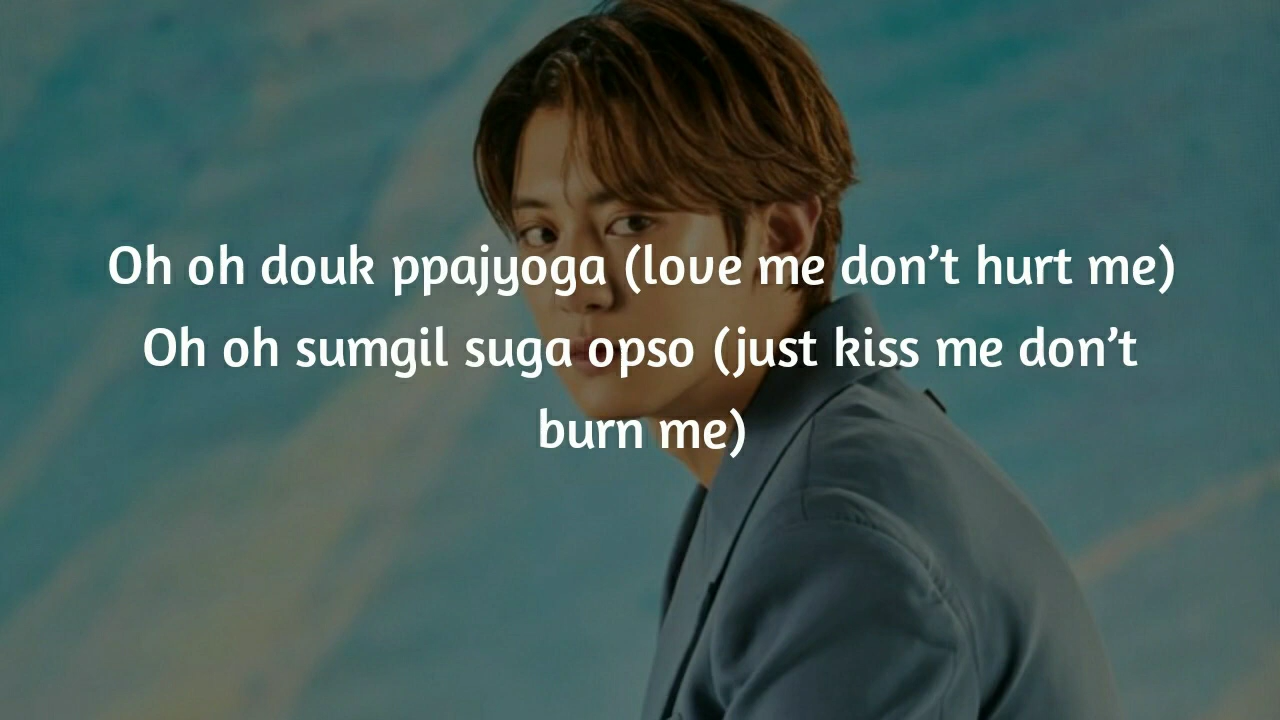 Oh oh douk ppajyoga (love me don’t hurt me)
Oh oh sumgil suga opso (just kiss me don’t
burn me)